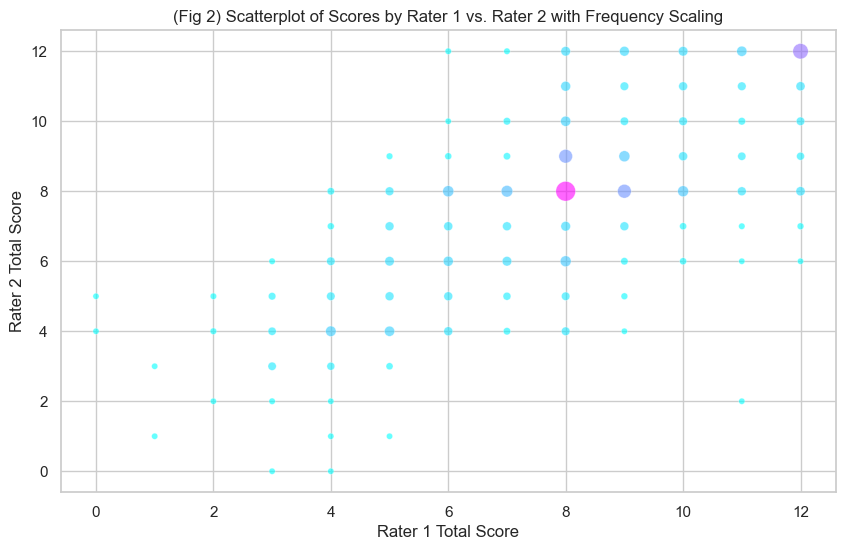 (Fig 2) Scatterplot of Scores by Rater 1 vs. Rater 2 with Frequency Scaling
Rater 2 Total Score
12
10
8
6
4
2
0
0 2 4 6 8 10 12
Rater 1 Total Score